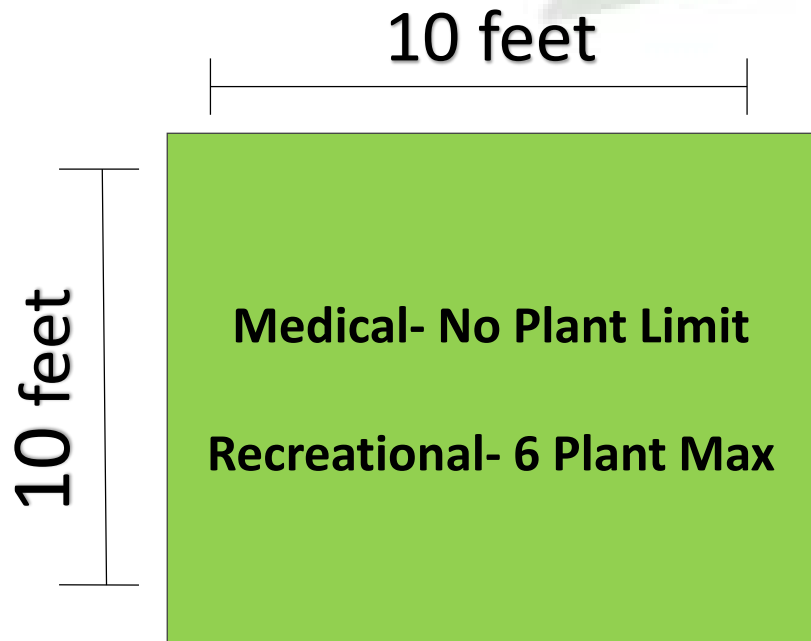 10 feet
10 feet
Medical- No Plant Limit
Recreational- 6 Plant Max